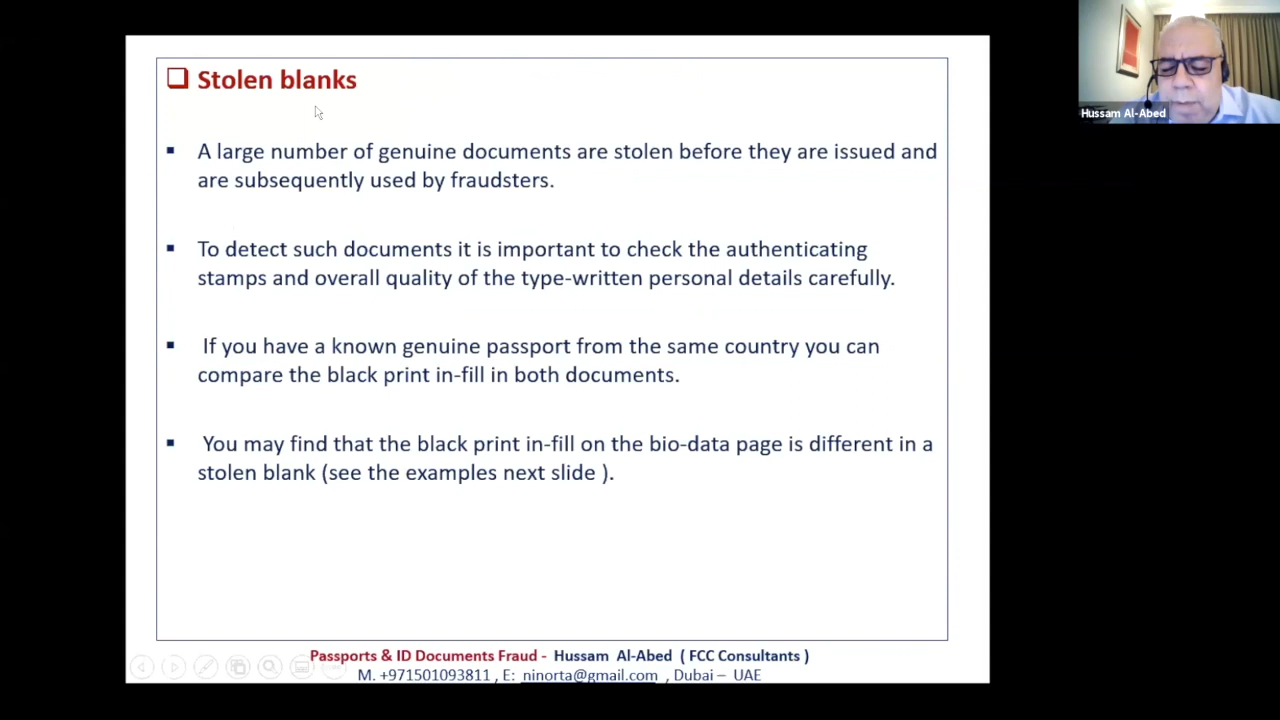 Stolen blanks
A large number of genuine documents are stolen before they are issued and
are subsequently used by fraudsters.
To detect such documents it is important to check the authenticating
stamps and overall quality of the type-written personal details carefully.
If you have a known genuine passport from the same country you can
compare the black print in-fill in both documents.
You may find that the black print in-fill on the bio-data page is different in a
stolen blank (see the examples next slide ).
Passports & ID Documents Fraud - Hussam Al-Abed ( FCC Consultants )
M. +971501093811 , E: ninorta@gmail.com , Dubai – UAE
Hussam Al-Abed